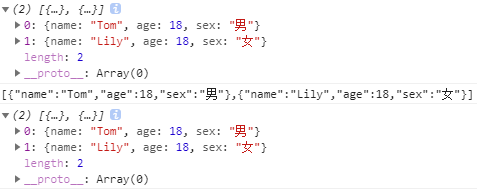 (2) [{…}, {…}] i
0: {name: "Tom", age: 18, sex: "男"}
1: {name: "Lily", age: 18, sex: "女"}
length: 2
__proto__: Array(0)
[{"name":"Tom","age":18,"sex":"男"},{"name":"Lily","age":18,"sex":"女"}]
(2) [{…}, {…}] i
0: {name: "Tom", age: 18, sex: "男"}
1: {name: "Lily", age: 18, sex: "女"}
length: 2
__proto__: Array(0)